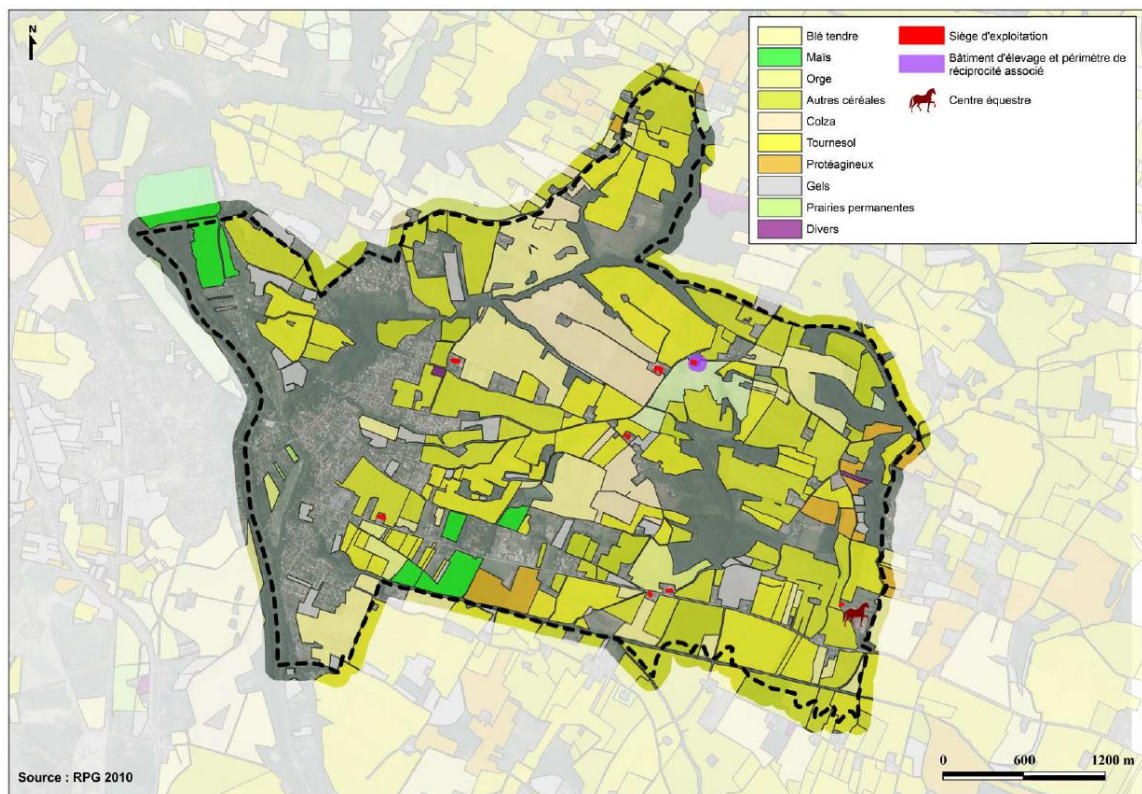 N
Blé tendre
Maïs
Orge
Autres céréales
Colza
Tournesol
Protéagineux
Gels
Prairies permanentes
Divers
Siège d'exploitation
Bâtiment d'élevage et périmètre de
réciprocité associé
Centre équestre
Source : RPG 2010
0 600 1200 m